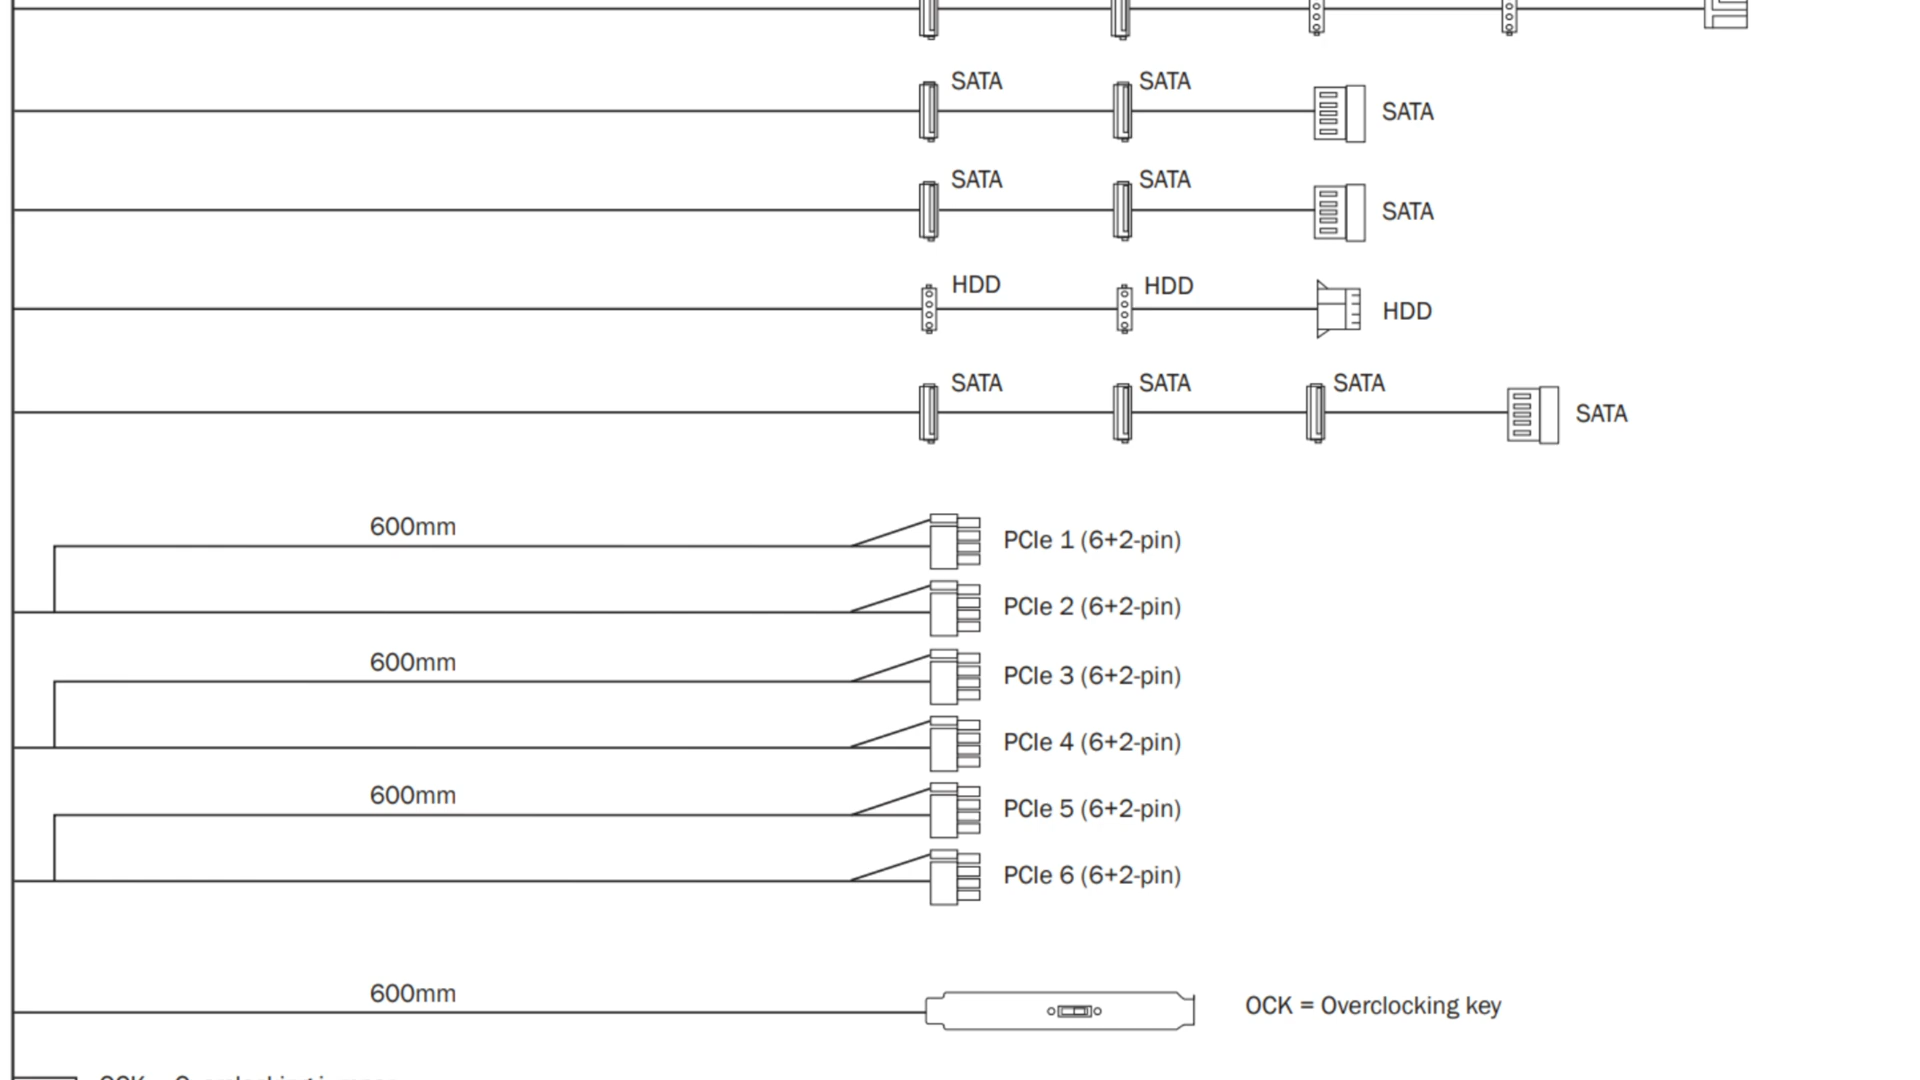 SATA SATA
SATA
SATA SATA
SATA
HDD HDD
HDD
SATA SATA SATA
SATA
600mm
PCIe 1 (6+2-pin)
PCIe 2 (6+2-pin)
600mm
PCIe 3 (6+2-pin)
PCIe 4 (6+2-pin)
600mm
PCIe 5 (6+2-pin)
PCIe 6 (6+2-pin)
600mm
OCK = Overclocking key